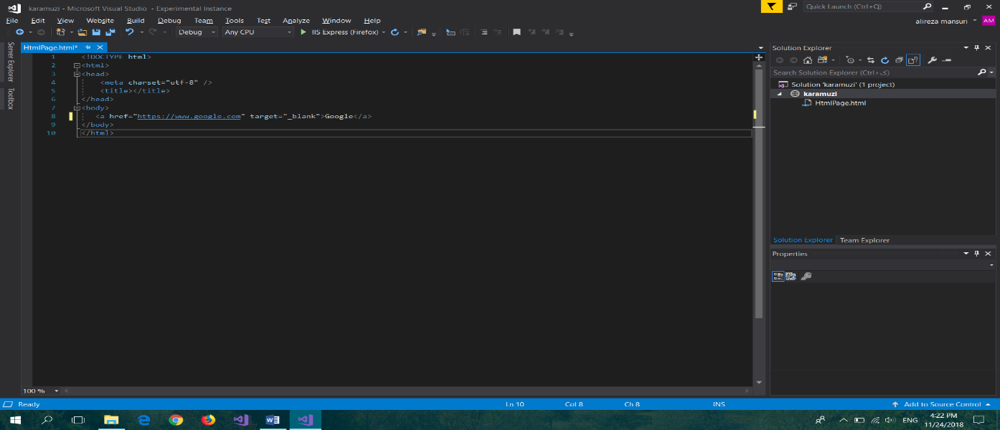 karamuzi - Microsoft Visual Studio - Experimental Instance
Quick Launch (Ctrl+Q)
File Edit View Website Build Debug Team Tools Test Analyze Window Help
alireza mansuri AM
Debug Any CPU IIS Express (Firefox)
Server Explorer
Toolbox
HtmlPage.html*
1 <!DOCTYPE html>
2 <html>
3 <head>
4 <meta charset="utf-8" />
5 <title></title>
6 </head>
7 <body>
8 <a href="https://www.google.com" target="_blank">Google</a>
9 </body>
10 </html>
100 %
Solution Explorer
Search Solution Explorer (Ctrl+ک)
Solution 'karamuzi' (1 project)
karamuzi
HtmlPage.html
Solution Explorer Team Explorer
Properties
Ready Ln 10 Col 8 Ch 8 INS Add to Source Control
ENG 4:22 PM
11/24/2018